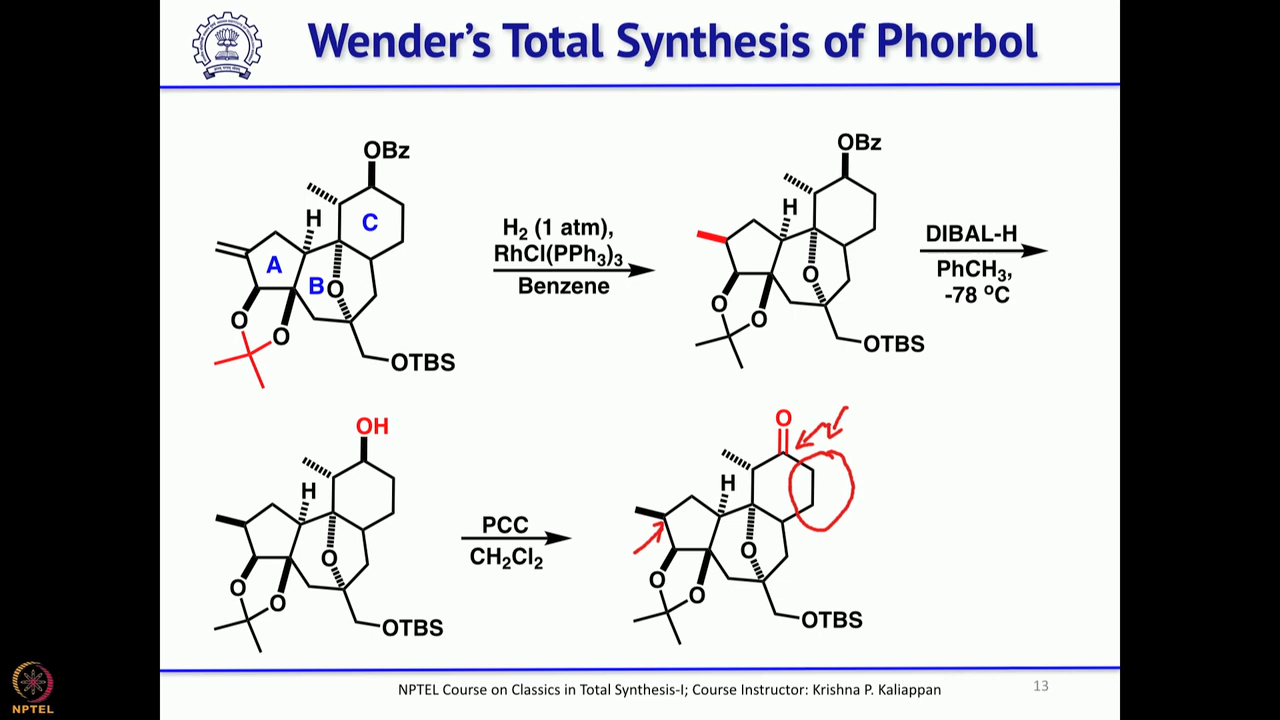 Wender's Total Synthesis of Phorbol
OBz
H
C
A
B
O
O
O
OTBS
H₂ (1 atm),
RhCl(PPh₃)₃
Benzene
OBz
H
O
O
O
OTBS
DIBAL-H
PhCH₃,
-78 ºC
OH
H
O
O
O
OTBS
PCC
CH₂Cl₂
O
H
O
O
O
OTBS
NPTEL
NPTEL Course on Classics in Total Synthesis-I; Course Instructor: Krishna P. Kaliappan
13